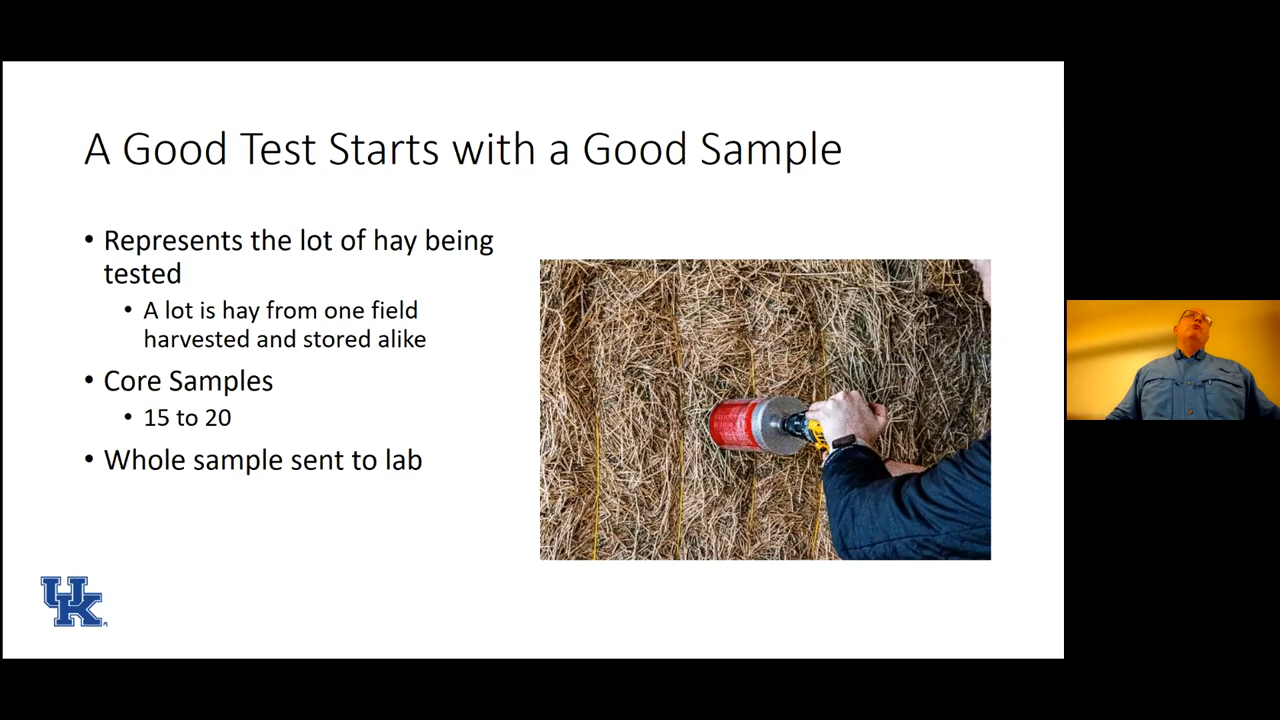 A Good Test Starts with a Good Sample
• Represents the lot of hay being
tested
• A lot is hay from one field
harvested and stored alike
• Core Samples
• 15 to 20
• Whole sample sent to lab
UK